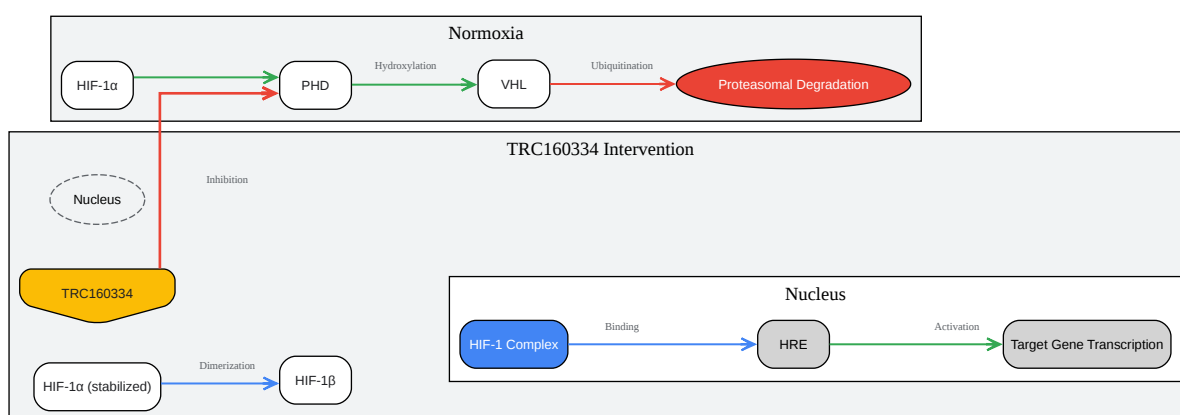 Normoxia
HIF-1α
PHD
Hydroxylation
VHL
Ubiquitination
Proteasomal Degradation
TRC160334 Intervention
Inhibition
Nucleus
TRC160334
Nucleus
HIF-1 Complex
Binding
HRE
Activation
Target Gene Transcription
HIF-1α (stabilized)
Dimerization
HIF-1β